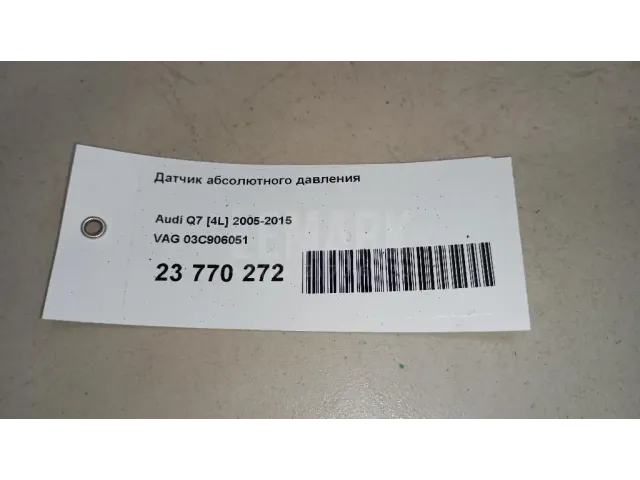 Датчик абсолютного давления
Audi Q7 [4L] 2005-2015
VAG 03C906051
23 770 272